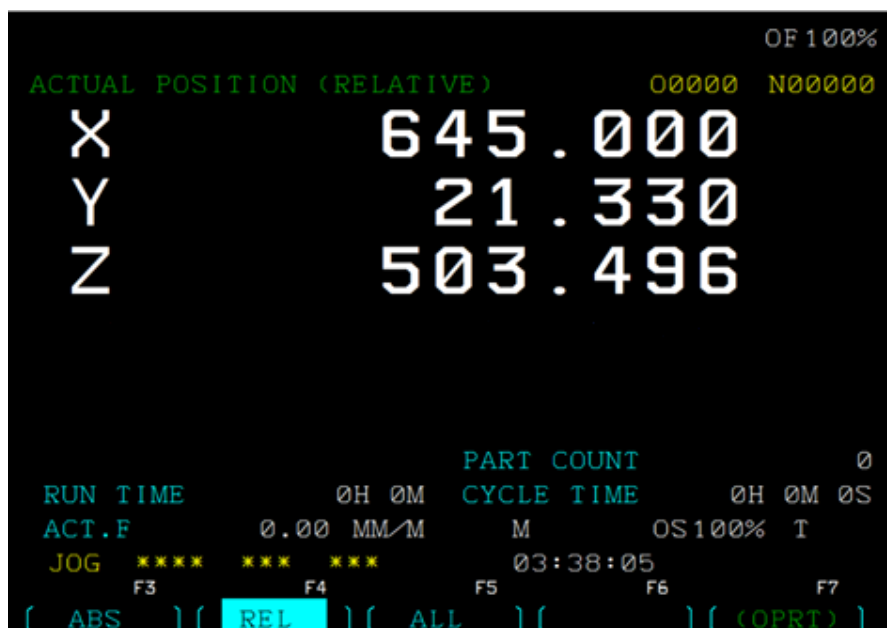 OF100%
ACTUAL POSITION (RELATIVE) O0000 N00000
X 645.000
Y 21.330
Z 503.496
PART COUNT 0
RUN TIME 0H 0M CYCLE TIME 0H 0M 0S
ACT.F 0.00 MM/M M OS100% T
JOG **** *** *** 03:38:05
F3 F4 F5 F6 F7
[ ABS ][ REL ][ ALL ][ ][ (OPRT) ]